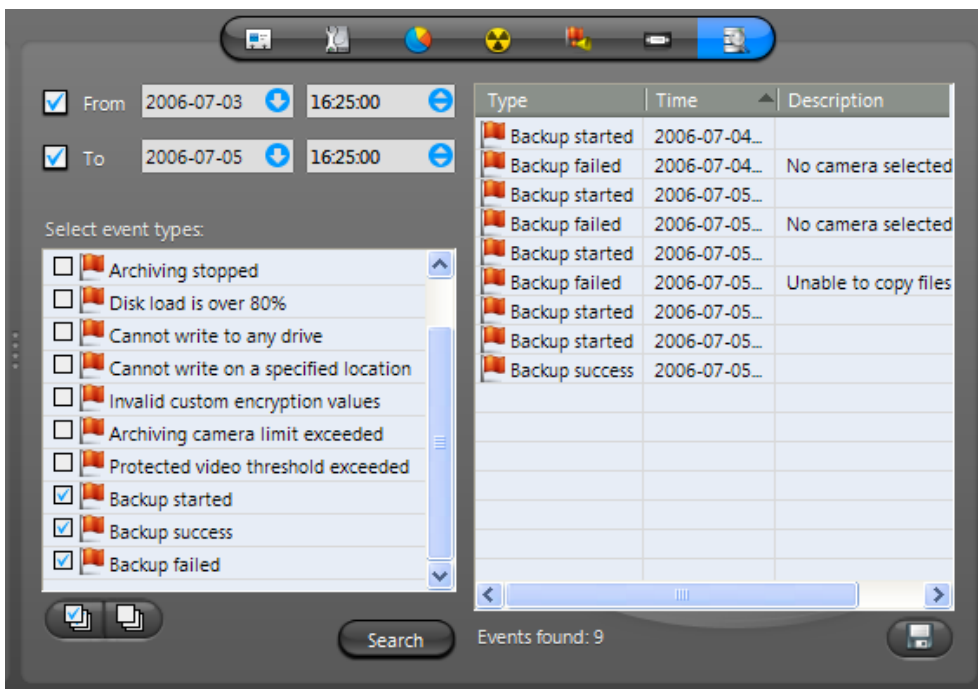 From 2006-07-03 16:25:00
To 2006-07-05 16:25:00
Select event types:
Archiving stopped
Disk load is over 80%
Cannot write to any drive
Cannot write on a specified location
Invalid custom encryption values
Archiving camera limit exceeded
Protected video threshold exceeded
Backup started
Backup success
Backup failed
Search
Type Time Description
Backup started 2006-07-04...
Backup failed 2006-07-04... No camera selected
Backup started 2006-07-05...
Backup failed 2006-07-05... No camera selected
Backup started 2006-07-05...
Backup failed 2006-07-05... Unable to copy files
Backup started 2006-07-05...
Backup started 2006-07-05...
Backup success 2006-07-05...
Events found: 9